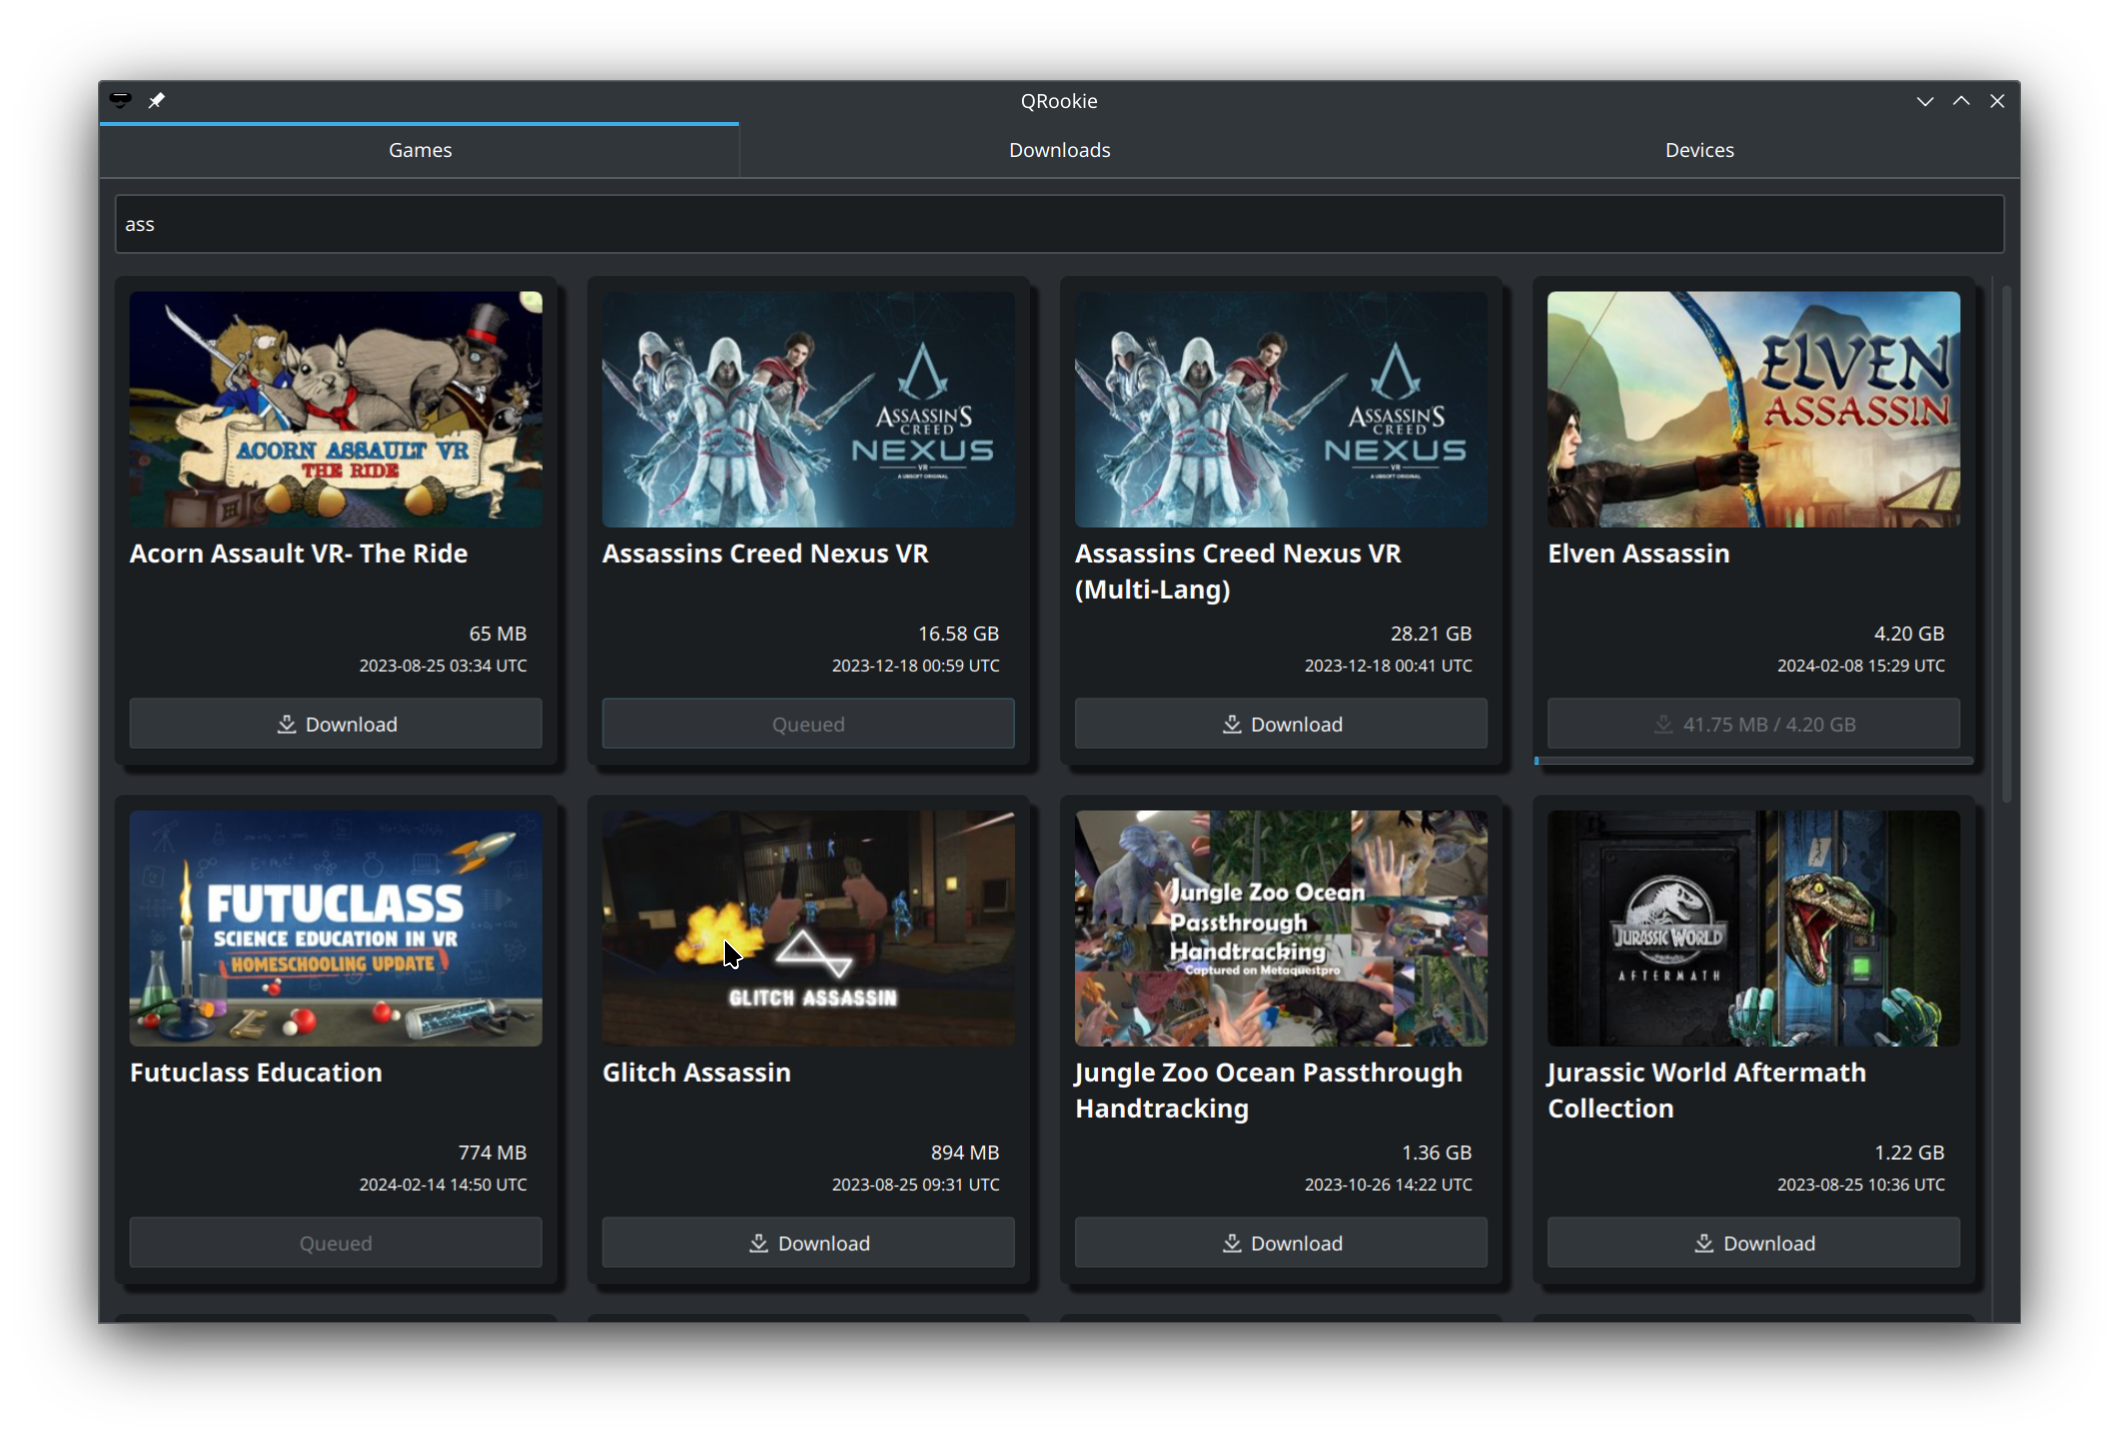 QRookie
Games
Downloads
Devices
ass
ACORN ASSAULT VR
THE RIDE
Acorn Assault VR- The Ride
65 MB
2023-08-25 03:34 UTC
Download
ASSASSIN'S
CREED
NEXUS
VR
A UBISOFT ORIGINAL
Assassins Creed Nexus VR
16.58 GB
2023-12-18 00:59 UTC
Queued
ASSASSIN'S
CREED
NEXUS
VR
A UBISOFT ORIGINAL
Assassins Creed Nexus VR
(Multi-Lang)
28.21 GB
2023-12-18 00:41 UTC
Download
ELVEN
ASSASSIN
Elven Assassin
4.20 GB
2024-02-08 15:29 UTC
41.75 MB / 4.20 GB
FUTUCLASS
SCIENCE EDUCATION IN VR
HOMESCHOOLING UPDATE
Futuclass Education
774 MB
2024-02-14 14:50 UTC
Queued
GLITCH ASSASSIN
Glitch Assassin
894 MB
2023-08-25 09:31 UTC
Download
Jungle Zoo Ocean
Passthrough
Handtracking
Captured on Metaquestpro
Jungle Zoo Ocean Passthrough
Handtracking
1.36 GB
2023-10-26 14:22 UTC
Download
JURASSIC WORLD
AFTERMATH
Jurassic World Aftermath
Collection
1.22 GB
2023-08-25 10:36 UTC
Download